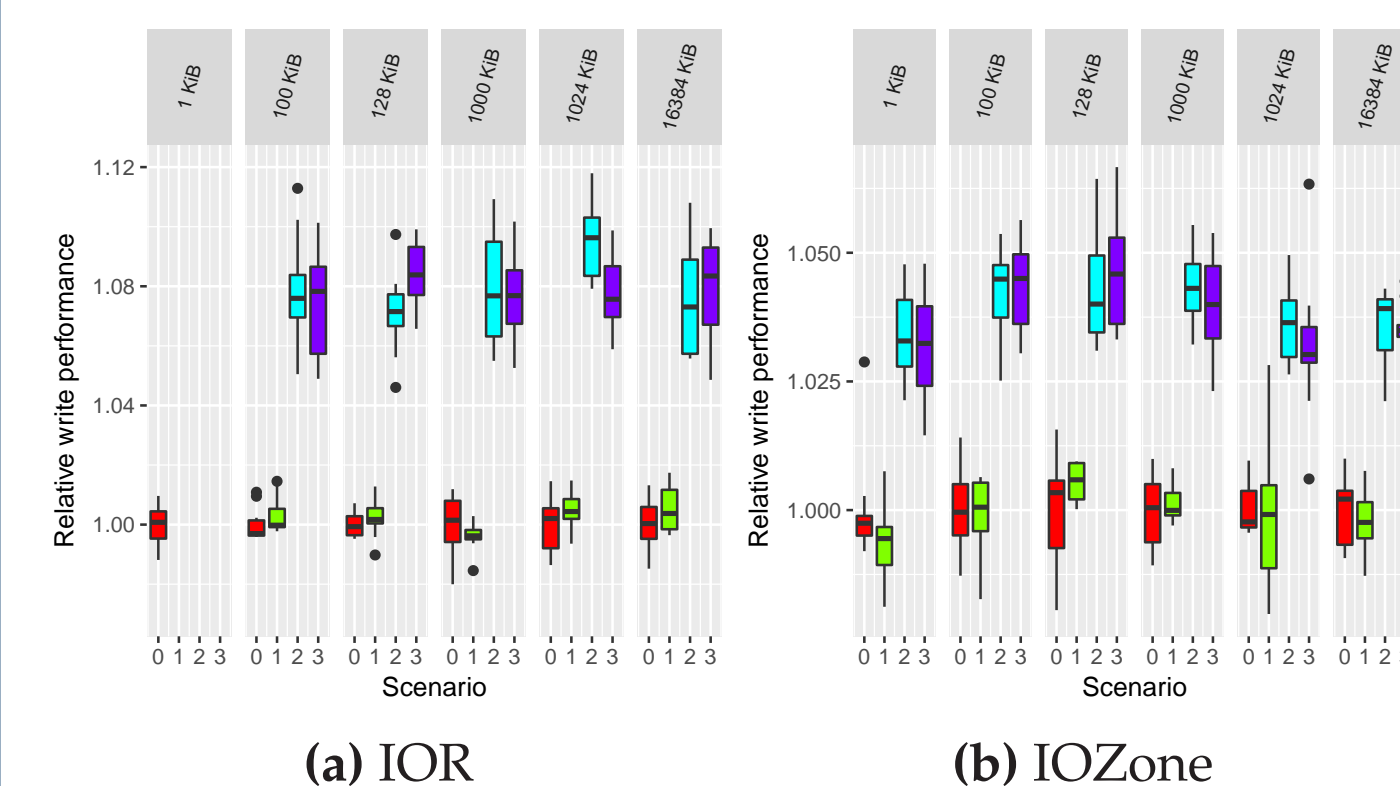 1 KiB 100 KiB 128 KiB 1000 KiB 1024 KiB 16384 KiB
1.12
1.08
1.04
1.00
Relative write performance
0 1 2 3 0 1 2 3 0 1 2 3 0 1 2 3 0 1 2 3 0 1 2 3
Scenario
(a) IOR
1 KiB 100 KiB 128 KiB 1000 KiB 1024 KiB 16384 KiB
1.050
1.025
1.000
Relative write performance
0 1 2 3 0 1 2 3 0 1 2 3 0 1 2 3 0 1 2 3 0 1 2
Scenario
(b) IOZone